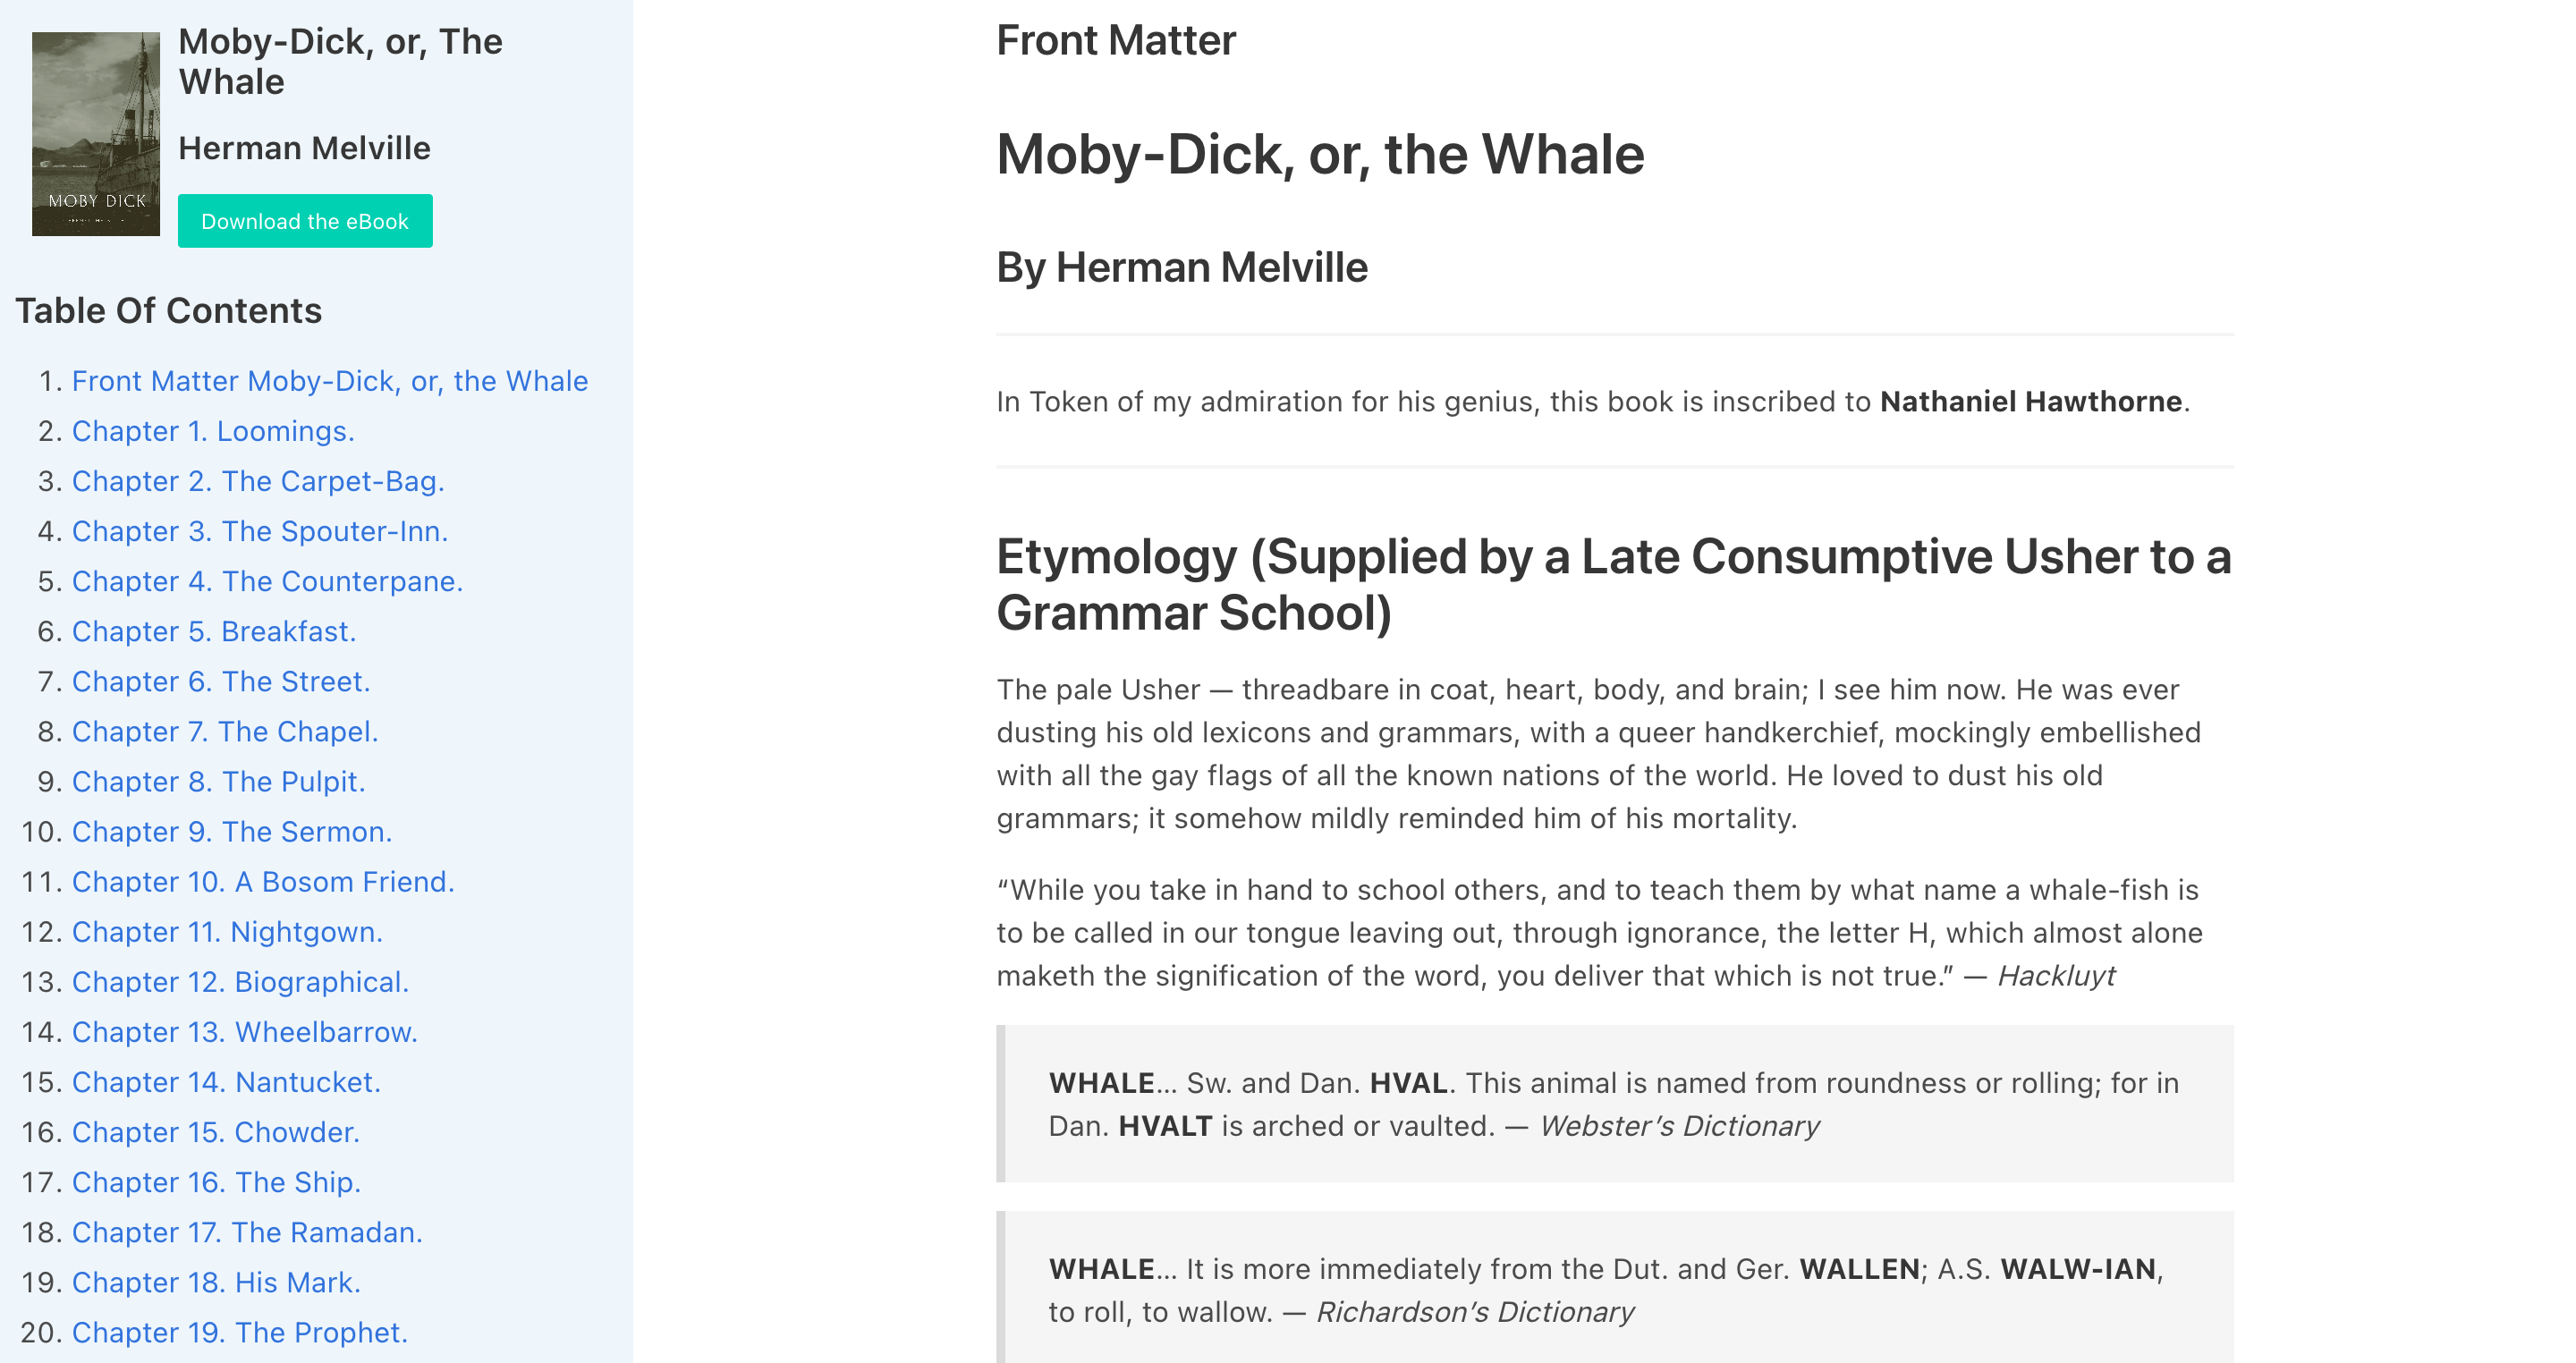 Moby-Dick, or, The
Whale
Herman Melville
MOBY DICK
Download the eBook
Table Of Contents
1. Front Matter Moby-Dick, or, the Whale
2. Chapter 1. Loomings.
3. Chapter 2. The Carpet-Bag.
4. Chapter 3. The Spouter-Inn.
5. Chapter 4. The Counterpane.
6. Chapter 5. Breakfast.
7. Chapter 6. The Street.
8. Chapter 7. The Chapel.
9. Chapter 8. The Pulpit.
10. Chapter 9. The Sermon.
11. Chapter 10. A Bosom Friend.
12. Chapter 11. Nightgown.
13. Chapter 12. Biographical.
14. Chapter 13. Wheelbarrow.
15. Chapter 14. Nantucket.
16. Chapter 15. Chowder.
17. Chapter 16. The Ship.
18. Chapter 17. The Ramadan.
19. Chapter 18. His Mark.
20. Chapter 19. The Prophet.
Front Matter
Moby-Dick, or, the Whale
By Herman Melville
In Token of my admiration for his genius, this book is inscribed to Nathaniel Hawthorne.
Etymology (Supplied by a Late Consumptive Usher to a
Grammar School)
The pale Usher — threadbare in coat, heart, body, and brain; I see him now. He was ever
dusting his old lexicons and grammars, with a queer handkerchief, mockingly embellished
with all the gay flags of all the known nations of the world. He loved to dust his old
grammars; it somehow mildly reminded him of his mortality.
“While you take in hand to school others, and to teach them by what name a whale-fish is
to be called in our tongue leaving out, through ignorance, the letter H, which almost alone
maketh the signification of the word, you deliver that which is not true.” — Hackluyt
WHALE… Sw. and Dan. HVAL. This animal is named from roundness or rolling; for in
Dan. HVALT is arched or vaulted. — Webster’s Dictionary
WHALE… It is more immediately from the Dut. and Ger. WALLEN; A.S. WALW-IAN,
to roll, to wallow. — Richardson’s Dictionary